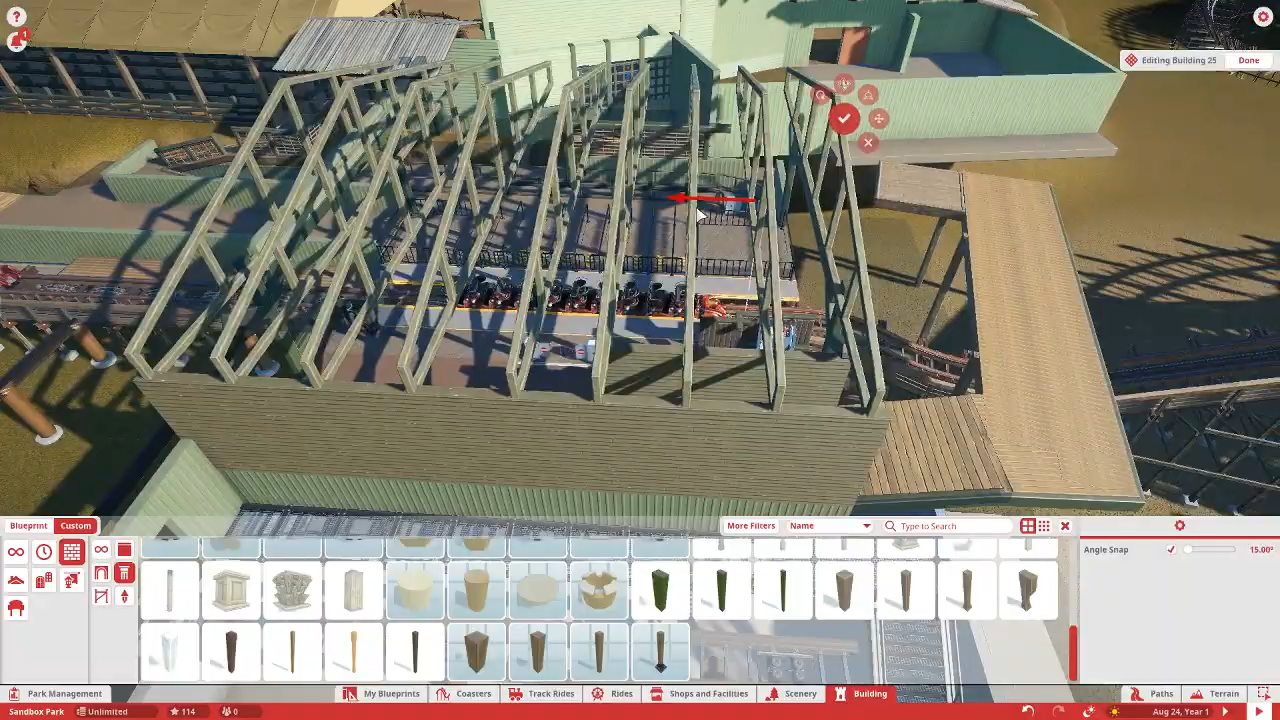 ?
1
Editing Building 25 Done
Blueprint Custom
More Filters Name Type to Search
Angle Snap 15.00°
Park Management My Blueprints Coasters Track Rides Rides Shops and Facilities Scenery Building Paths Terrain
Sandbox Park Unlimited 114 0 Aug 24, Year 1